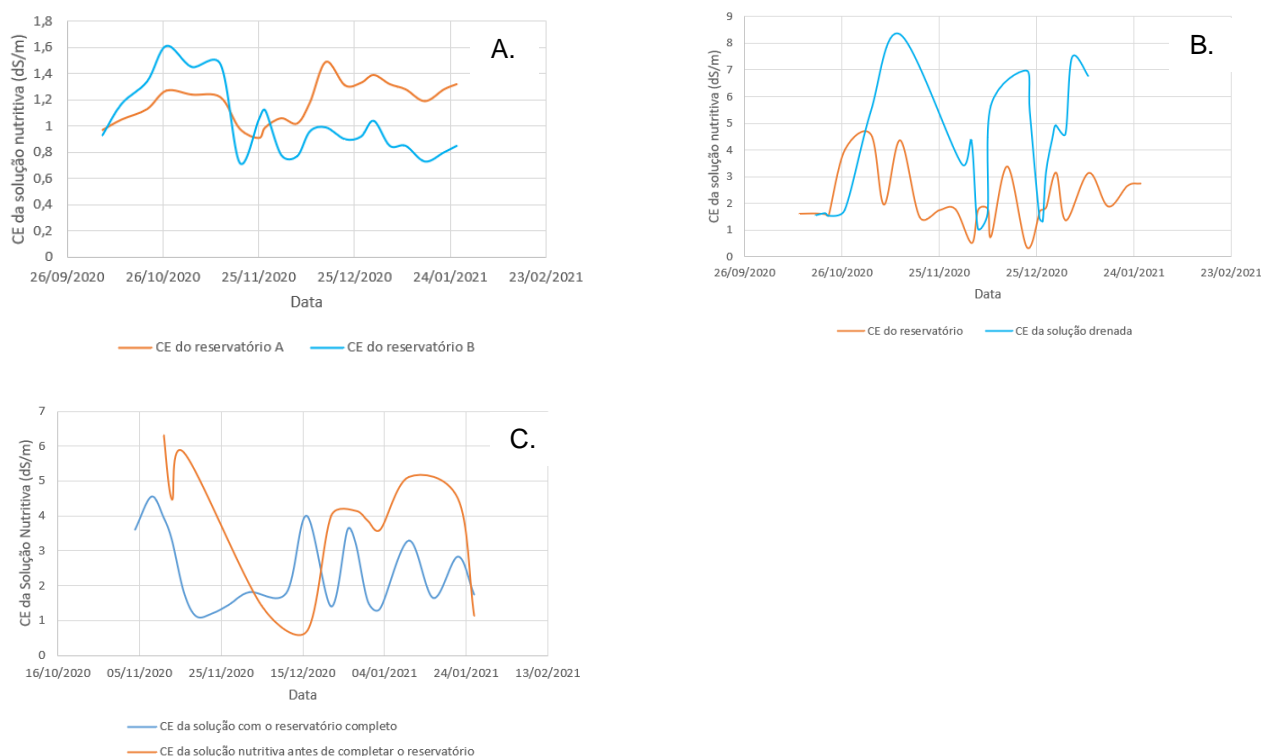 A.
CE da solução nutritiva (dS/m)
1,8
1,6
1,4
1,2
1
0,8
0,6
0,4
0,2
0
26/09/2020 26/10/2020 25/11/2020 25/12/2020 24/01/2021 23/02/2021
Data
CE do reservatório A CE do reservatório B
B.
CE da solução nutritiva (dS/m)
9
8
7
6
5
4
3
2
1
0
26/09/2020 26/10/2020 25/11/2020 25/12/2020 24/01/2021 23/02/2021
Data
CE do reservatório CE da solução drenada
C.
CE da Solução Nutritiva (dS/m)
7
6
5
4
3
2
1
0
16/10/2020 05/11/2020 25/11/2020 15/12/2020 04/01/2021 24/01/2021 13/02/2021
Data
CE da solução com o reservatório completo
CE da solução nutritiva antes de completar o reservatório